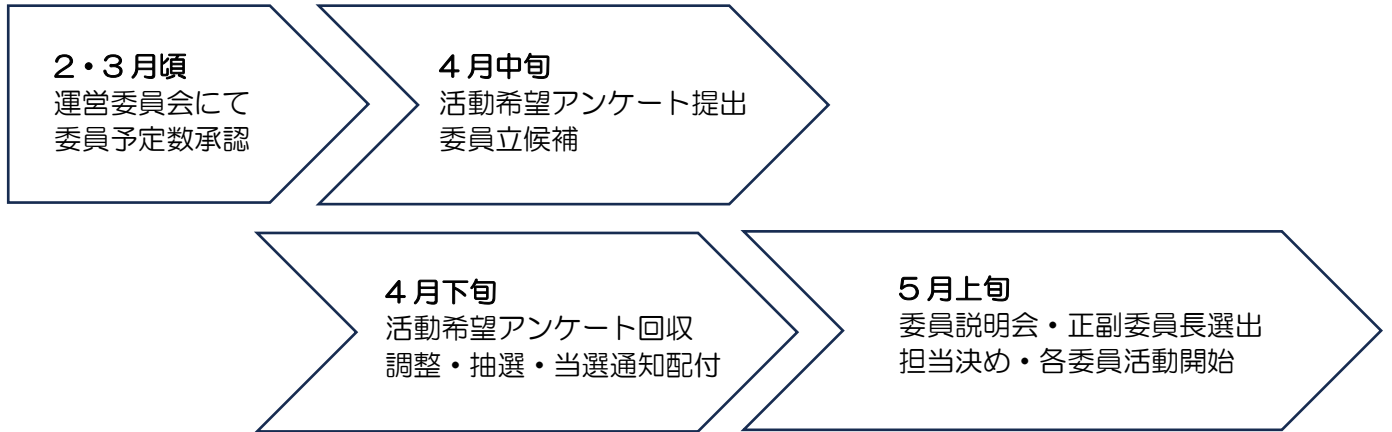 2・3月頃
運営委員会にて
委員予定数承認
4月中旬
活動希望アンケート提出
委員立候補
4月下旬
活動希望アンケート回収
調整・抽選・当選通知配付
5月上旬
委員説明会・正副委員長選出
担当決め・各委員活動開始